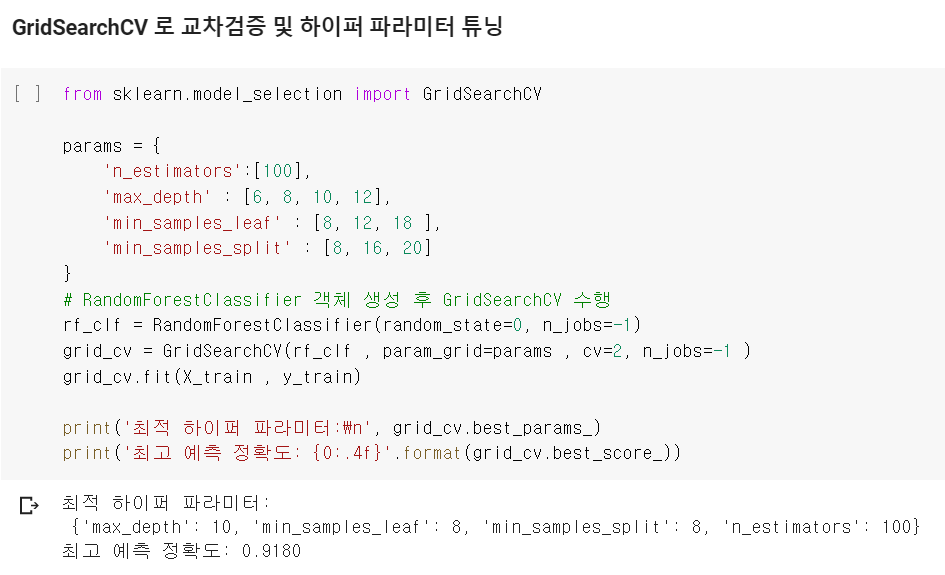 GridSearchCV 로 교차검증 및 하이퍼 파라미터 튜닝
[ ] from sklearn.model_selection import GridSearchCV
params = {
'n_estimators':[100],
'max_depth' : [6, 8, 10, 12],
'min_samples_leaf' : [8, 12, 18 ],
'min_samples_split' : [8, 16, 20]
}
# RandomForestClassifier 객체 생성 후 GridSearchCV 수행
rf_clf = RandomForestClassifier(random_state=0, n_jobs=-1)
grid_cv = GridSearchCV(rf_clf , param_grid=params , cv=2, n_jobs=-1 )
grid_cv.fit(X_train , y_train)
print('최적 하이퍼 파라미터:₩n', grid_cv.best_params_)
print('최고 예측 정확도: {0:.4f}'.format(grid_cv.best_score_))
최적 하이퍼 파라미터:
{'max_depth': 10, 'min_samples_leaf': 8, 'min_samples_split': 8, 'n_estimators': 100}
최고 예측 정확도: 0.9180